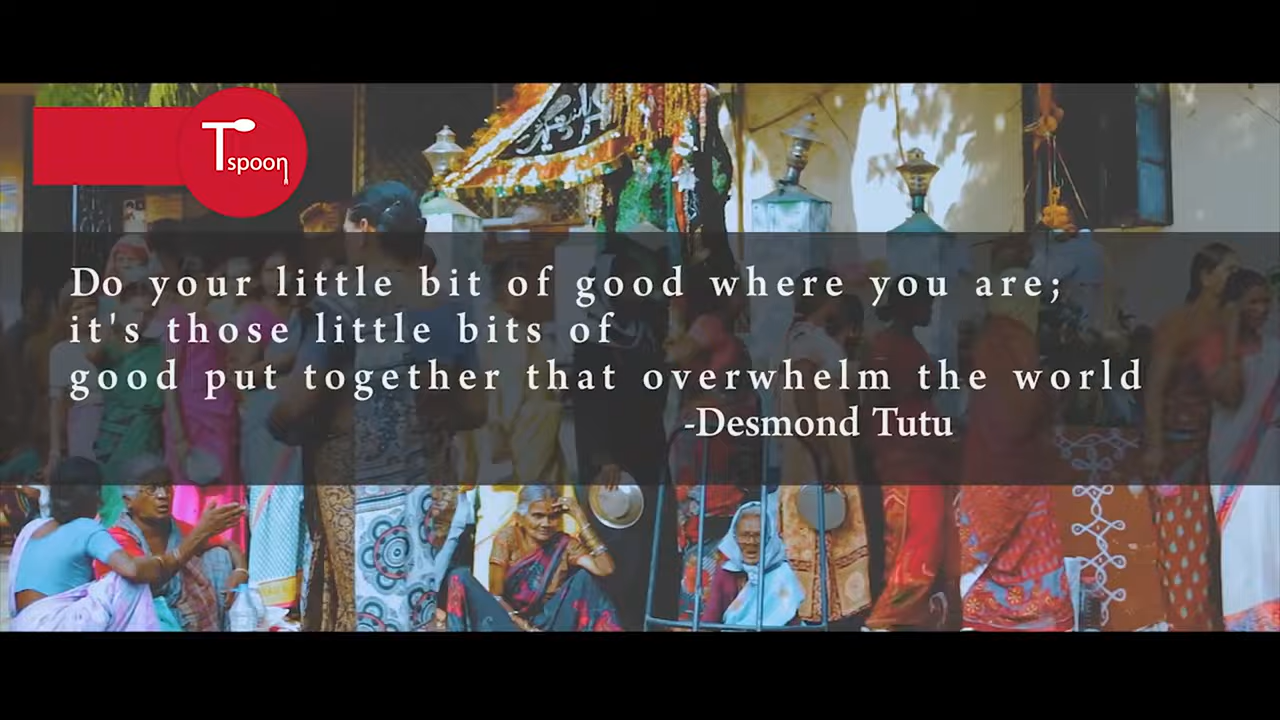 Tspoon
Do your little bit of good where you are;
it's those little bits of
good put together that overwhelm the world
-Desmond Tutu